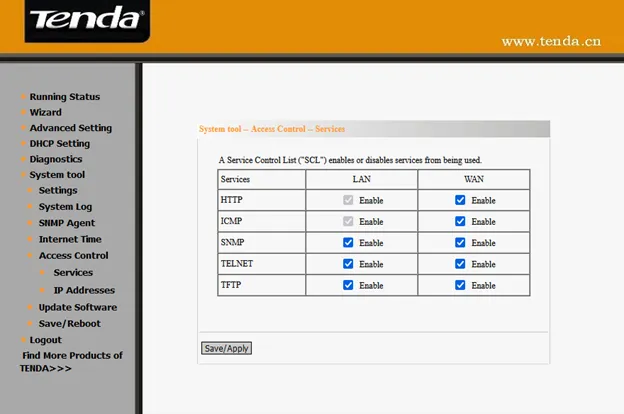 Tenda®
www.tenda.cn
Running Status
Wizard
Advanced Setting
DHCP Setting
Diagnostics
System tool
Settings
System Log
SNMP Agent
Internet Time
Access Control
Services
IP Addresses
Update Software
Save/Reboot
Logout
Find More Products of
TENDA>>>
System tool -- Access Control -- Services
A Service Control List ("SCL") enables or disables services from being used.
Services LAN WAN
HTTP Enable Enable
ICMP Enable Enable
SNMP Enable Enable
TELNET Enable Enable
TFTP Enable Enable
Save/Apply